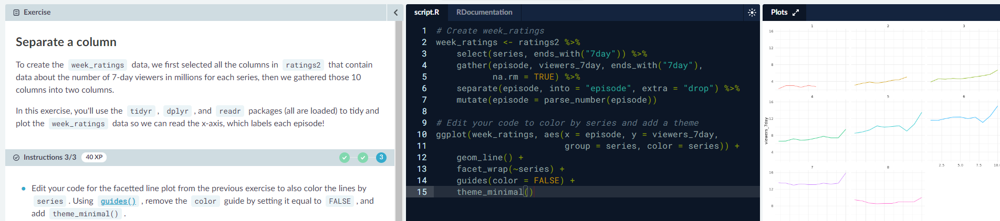 Exercise
Separate a column
To create the week_ratings data, we first selected all the columns in ratings2 that contain
data about the number of 7-day viewers in millions for each series, then we gathered those 10
columns into two columns.
In this exercise, you'll use the tidyr , dplyr , and readr packages (all are loaded) to tidy and
plot the week_ratings data so we can read the x-axis, which labels each episode!
Instructions 3/3 40 XP 3
Edit your code for the facetted line plot from the previous exercise to also color the lines by
series . Using guides() , remove the color guide by setting it equal to FALSE , and
add theme_minimal() .
script.R RDocumentation
1 # Create week_ratings
2 week_ratings <- ratings2 %>%
3 select(series, ends_with("7day")) %>%
4 gather(episode, viewers_7day, ends_with("7day"),
5 na.rm = TRUE) %>%
6 separate(episode, into = "episode", extra = "drop") %>%
7 mutate(episode = parse_number(episode))
8
9 # Edit your code to color by series and add a theme
10 ggplot(week_ratings, aes(x = episode, y = viewers_7day,
11 group = series, color = series)) +
12 geom_line() +
13 facet_wrap(~series) +
14 guides(color = FALSE) +
15 theme_minimal()
Plots
1 2 3
16
12
8
4
4 5 6
16
12
8
4
viewers_7day
2.5 5.0 7.5 10.0
7 8
16
12
8